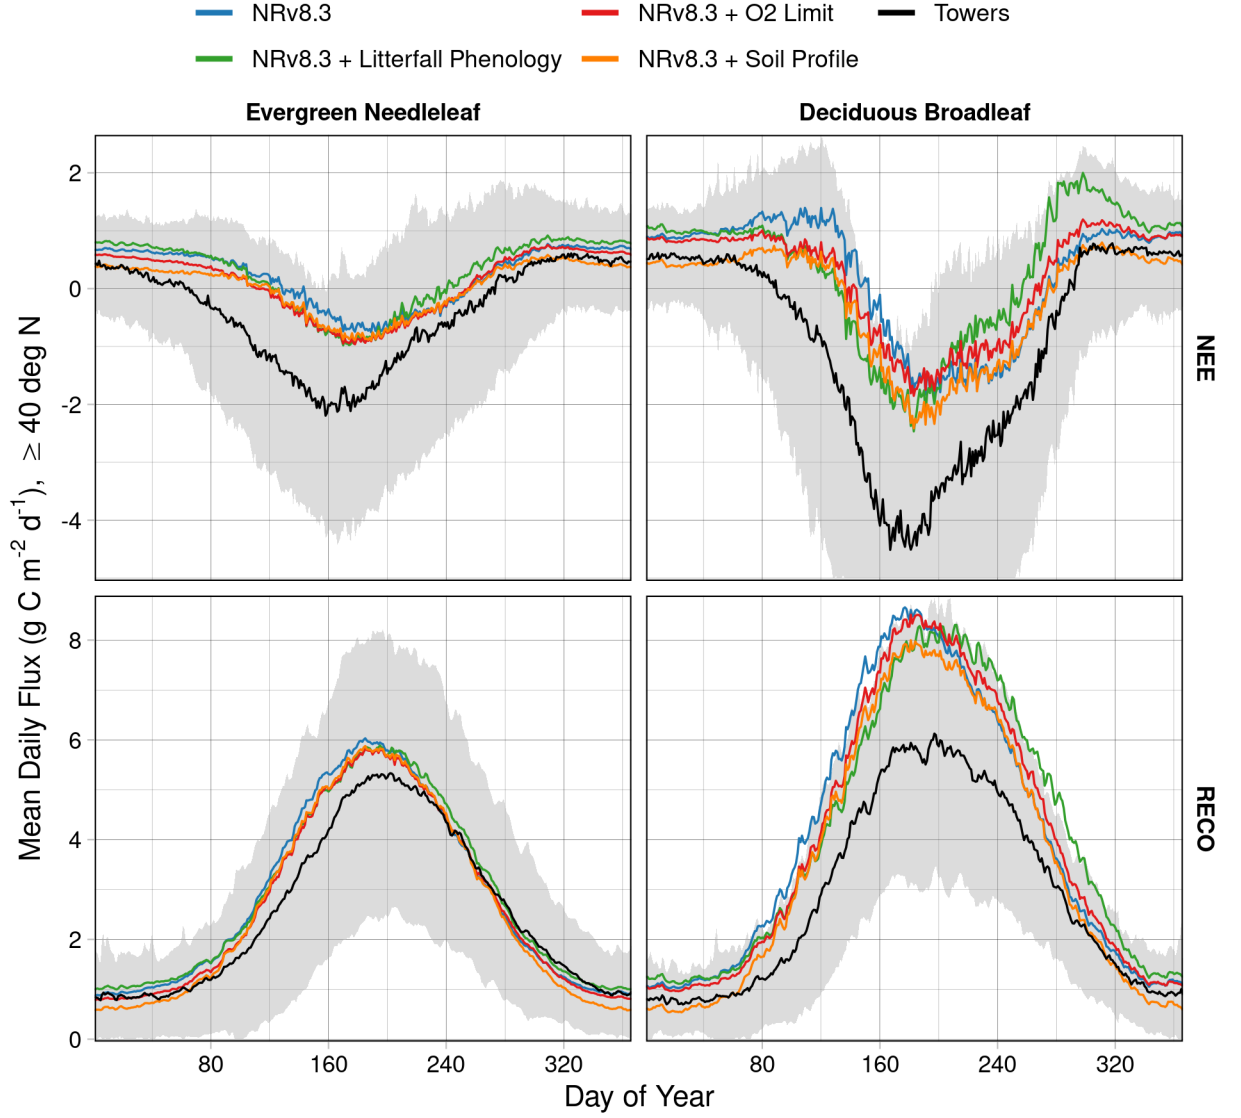 NRv8.3
NRv8.3 + O2 Limit
Towers
NRv8.3 + Litterfall Phenology
NRv8.3 + Soil Profile
Evergreen Needleleaf
Deciduous Broadleaf
2
0
-2
-4
NEE
8
6
4
2
0
RECO
Mean Daily Flux (g C m⁻² d⁻¹), ≥ 40 deg N
80 160 240 320
80 160 240 320
Day of Year